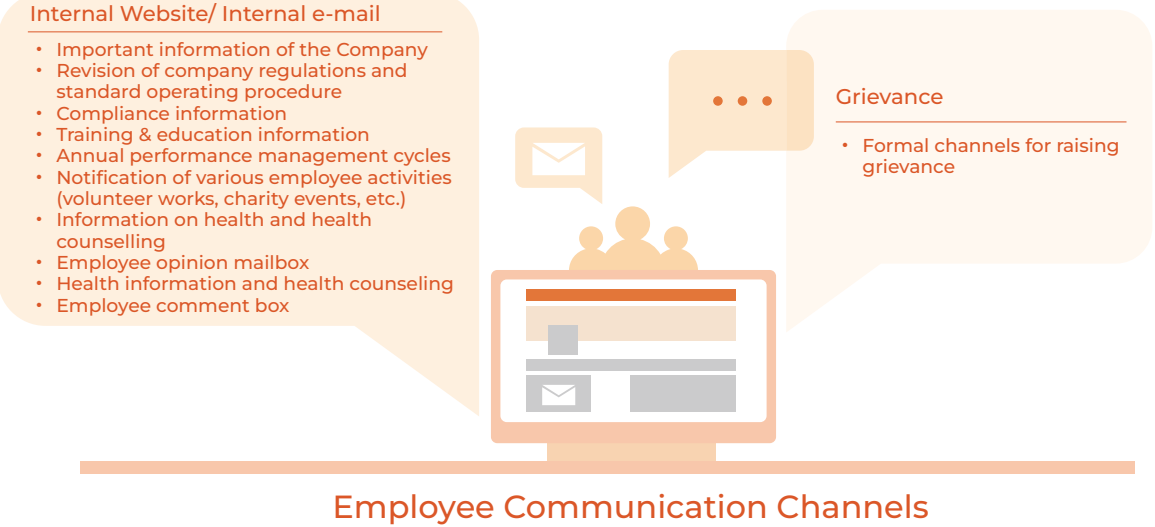 Internal Website/ Internal e-mail
• Important information of the Company
• Revision of company regulations and
standard operating procedure
• Compliance information
• Training & education information
• Annual performance management cycles
• Notification of various employee activities
(volunteer works, charity events, etc.)
• Information on health and health
counselling
• Employee opinion mailbox
• Health information and health counseling
• Employee comment box
Grievance
• Formal channels for raising
grievance
Employee Communication Channels